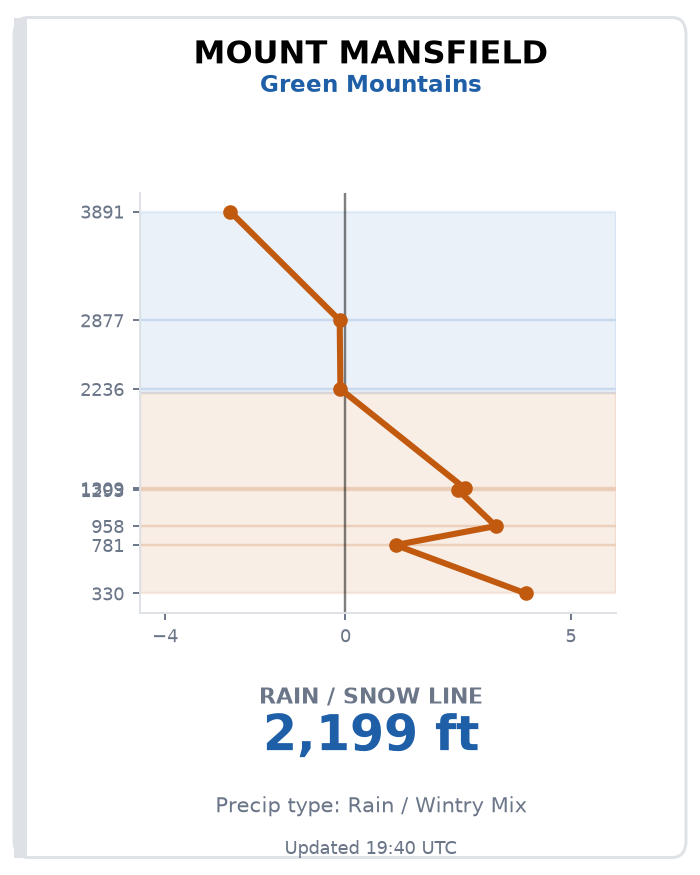 MOUNT MANSFIELD
Green Mountains
3891
2877
2236
1309
958
781
330
−4 0 5
RAIN / SNOW LINE
2,199 ft
Precip type: Rain / Wintry Mix
Updated 19:40 UTC